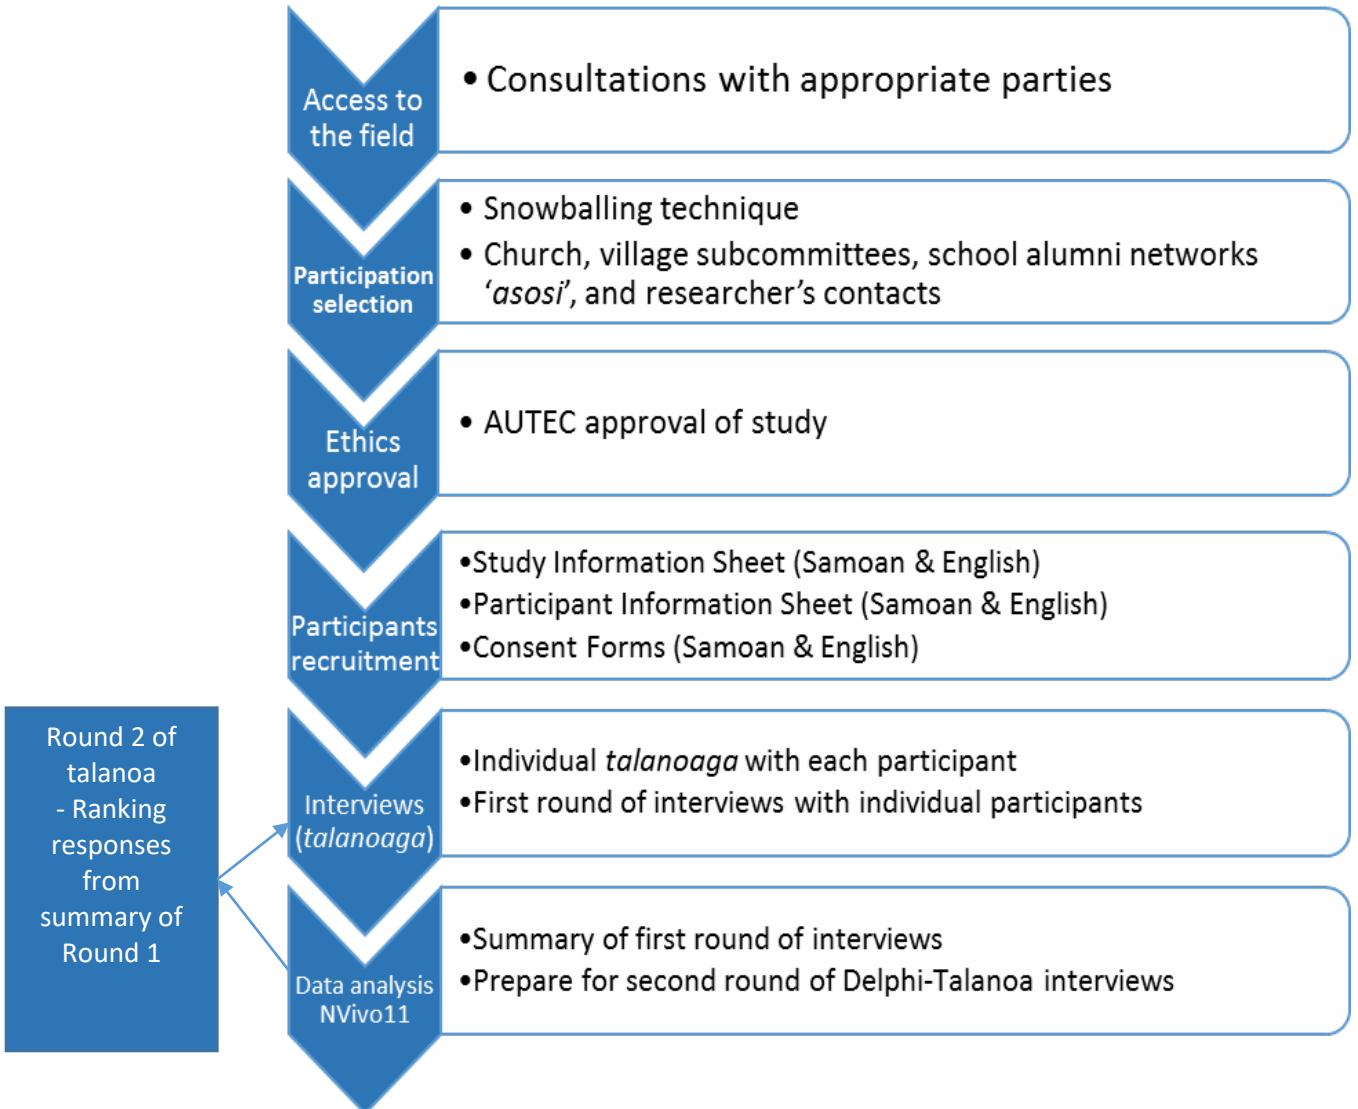 Access to
the field
• Consultations with appropriate parties
Participation
selection
• Snowballing technique
• Church, village subcommittees, school alumni networks
‘asosi’, and researcher’s contacts
Ethics
approval
• AUTEC approval of study
Participants
recruitment
•Study Information Sheet (Samoan & English)
•Participant Information Sheet (Samoan & English)
•Consent Forms (Samoan & English)
Interviews
(talanoaga)
•Individual talanoaga with each participant
•First round of interviews with individual participants
Data analysis
NVivo11
•Summary of first round of interviews
•Prepare for second round of Delphi-Talanoa interviews
Round 2 of
talanoa
- Ranking
responses
from
summary of
Round 1